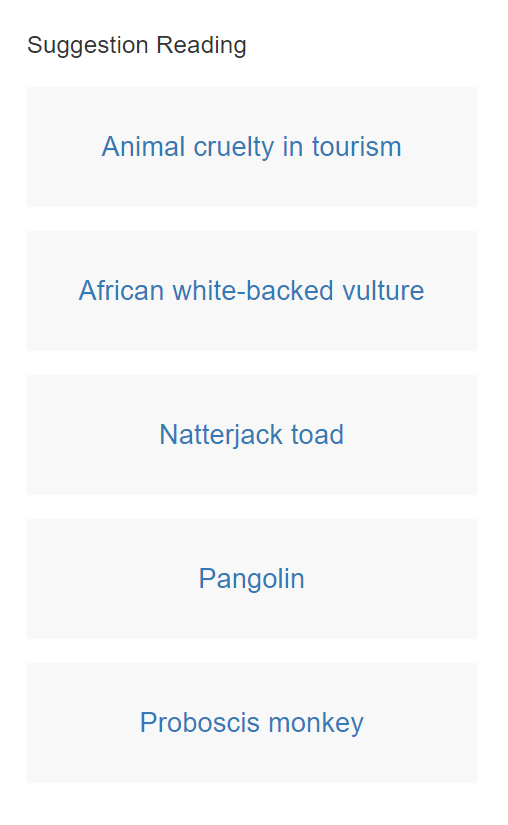 Suggestion Reading
Animal cruelty in tourism
African white-backed vulture
Natterjack toad
Pangolin
Proboscis monkey